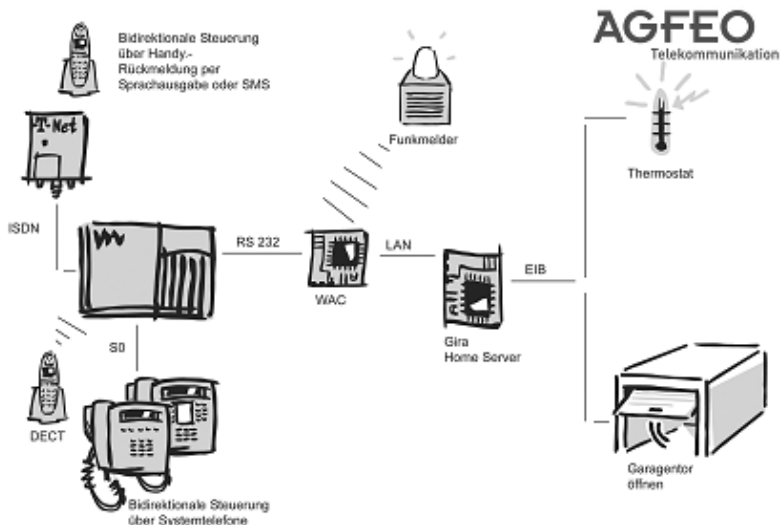 Bidirektionale Steuerung
über Handy.-
Rückmeldung per
Sprachausgabe oder SMS
AGFEO
Telekommunikation
T-Net
Funkmelder
Thermostat
ISDN
RS 232
LAN
EIB
WAC
Gira
Home Server
S0
DECT
Bidirektionale Steuerung
über Systemtelefone
Garagentor
öffnen